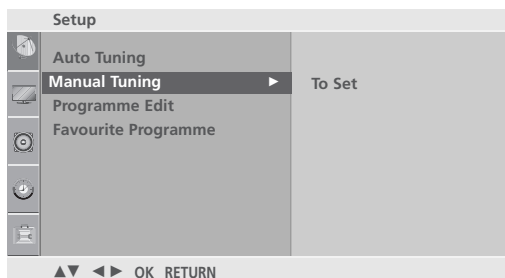 Setup
Auto Tuning
Manual Tuning ►
To Set
Programme Edit
Favourite Programme
▲▼ ◄► OK RETURN